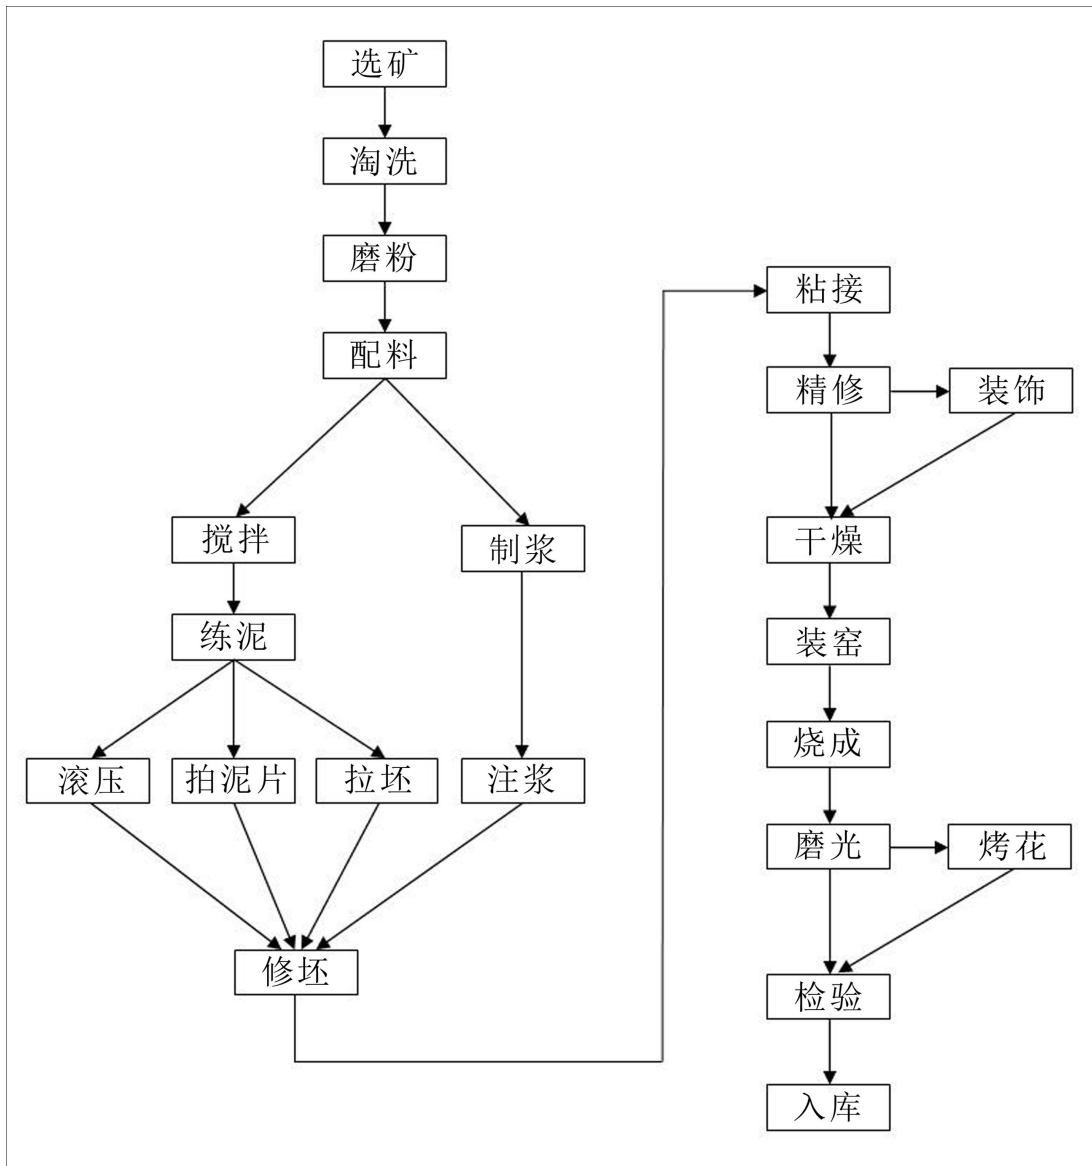 选矿
淘洗
磨粉
配料
搅拌
制浆
练泥
滚压
拍泥片
拉坯
注浆
修坯
粘接
精修
装饰
干燥
装窑
烧成
磨光
烤花
检验
入库